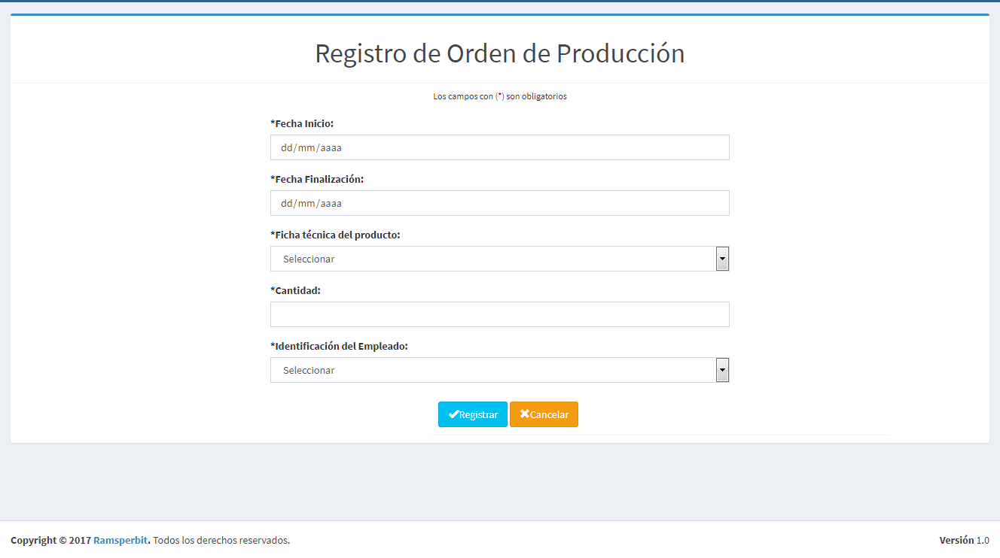 Registro de Orden de Producción
Los campos con (*) son obligatorios
*Fecha Inicio:
dd/mm/aaaa
*Fecha Finalización:
dd/mm/aaaa
*Ficha técnica del producto:
Seleccionar
*Cantidad:
*Identificación del Empleado:
Seleccionar
Registrar Cancelar
Copyright © 2017 Ramsperbit. Todos los derechos reservados. Versión 1.0